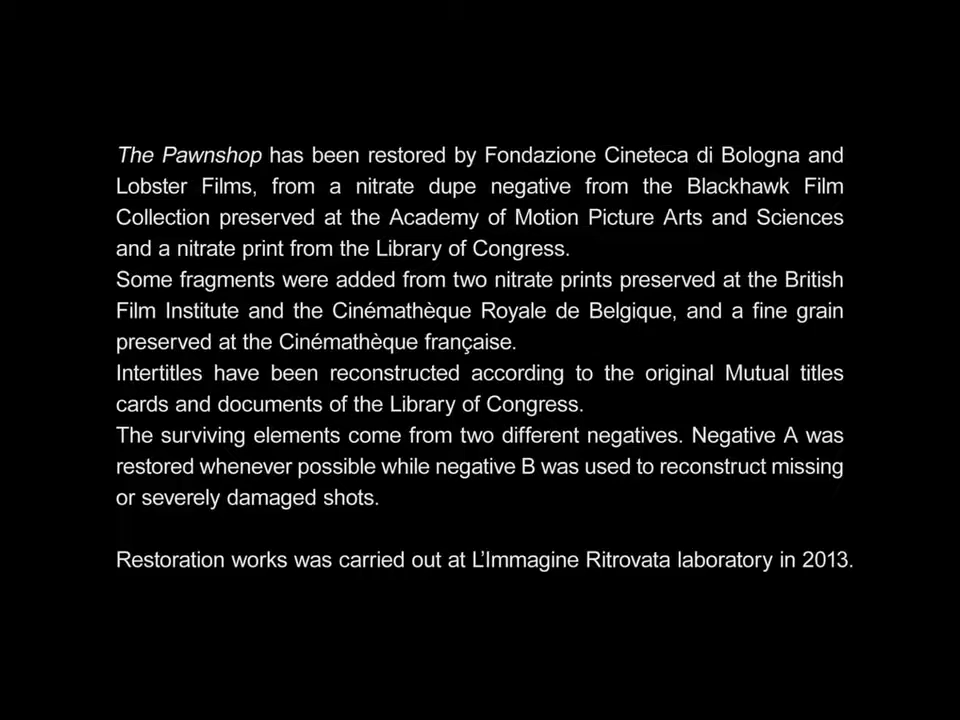 The Pawnshop has been restored by Fondazione Cineteca di Bologna and
Lobster Films, from a nitrate dupe negative from the Blackhawk Film
Collection preserved at the Academy of Motion Picture Arts and Sciences
and a nitrate print from the Library of Congress.
Some fragments were added from two nitrate prints preserved at the British
Film Institute and the Cinémathèque Royale de Belgique, and a fine grain
preserved at the Cinémathèque française.
Intertitles have been reconstructed according to the original Mutual titles
cards and documents of the Library of Congress.
The surviving elements come from two different negatives. Negative A was
restored whenever possible while negative B was used to reconstruct missing
or severely damaged shots.
Restoration works was carried out at L’Immagine Ritrovata laboratory in 2013.